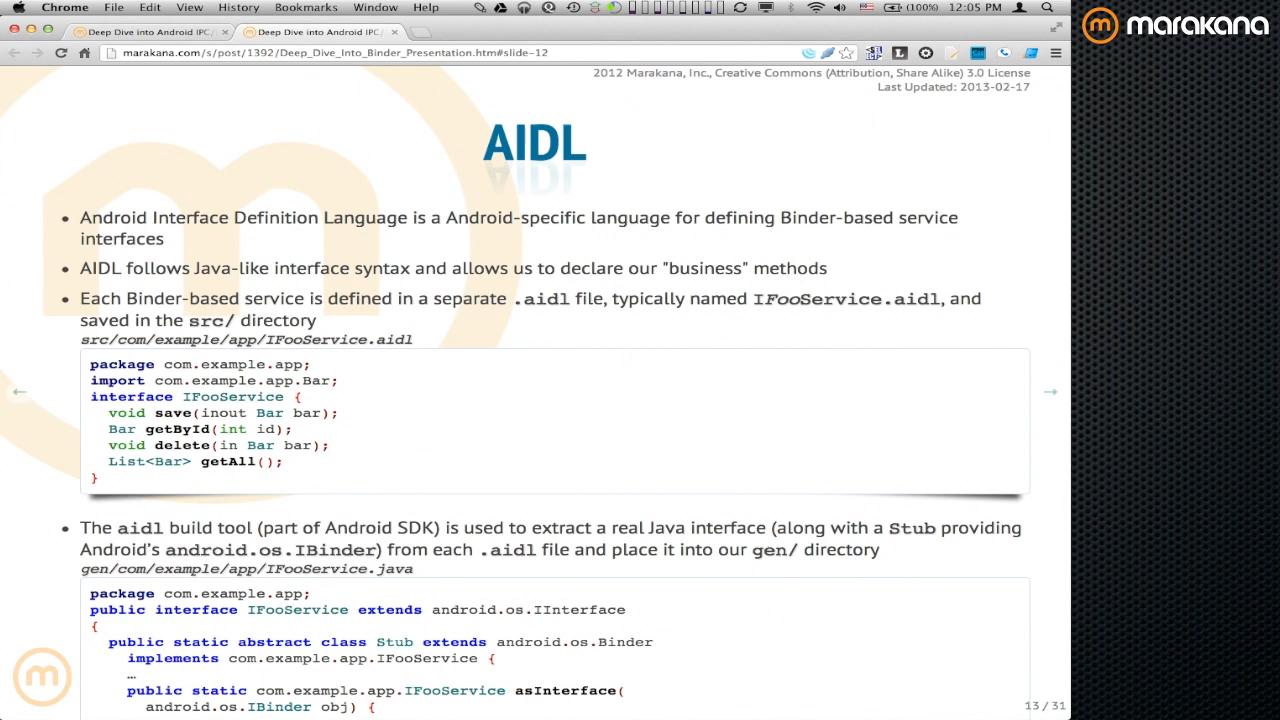 Chrome File Edit View History Bookmarks Window Help (100%) 12:05 PM
marakana
Deep Dive into Android IPC/ Deep Dive into Android IPC/
marakana.com/s/post/1392/Deep_Dive_Into_Binder_Presentation.htm#slide-12
2012 Marakana, Inc., Creative Commons (Attribution, Share Alike) 3.0 License
Last Updated: 2013-02-17
AIDL
• Android Interface Definition Language is a Android-specific language for defining Binder-based service
interfaces
• AIDL follows Java-like interface syntax and allows us to declare our "business" methods
• Each Binder-based service is defined in a separate .aidl file, typically named IFooService.aidl, and
saved in the src/ directory
src/com/example/app/IFooService.aidl
package com.example.app;
import com.example.app.Bar;
interface IFooService {
void save(inout Bar bar);
Bar getById(int id);
void delete(in Bar bar);
List<Bar> getAll();
}
• The aidl build tool (part of Android SDK) is used to extract a real Java interface (along with a Stub providing
Android's android.os.IBinder) from each .aidl file and place it into our gen/ directory
gen/com/example/app/IFooService.java
package com.example.app;
public interface IFooService extends android.os.IInterface
{
public static abstract class Stub extends android.os.Binder
implements com.example.app.IFooService {
…
public static com.example.app.IFooService asInterface(
android.os.IBinder obj) {
13 / 31